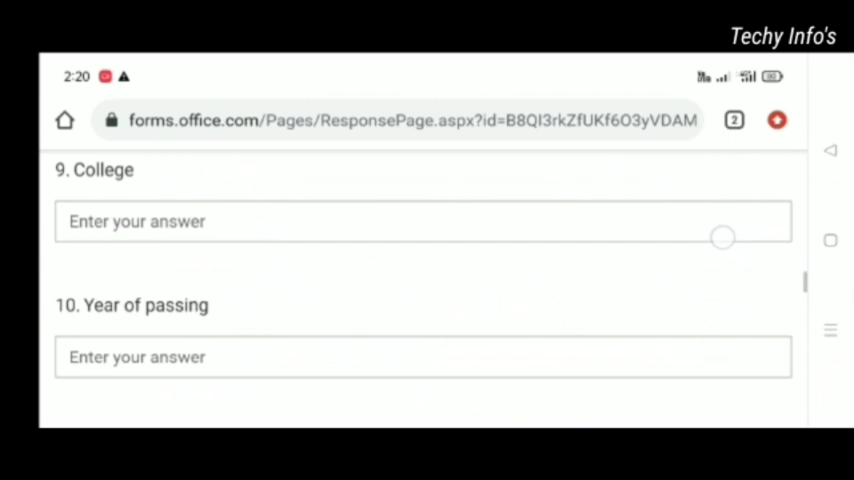 Techy Info's
2:20
forms.office.com/Pages/ResponsePage.aspx?id=B8QI3rkZfUKf6O3yVDAM
2
9. College
Enter your answer
10. Year of passing
Enter your answer